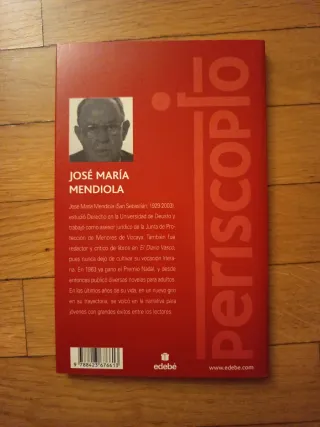 periscopio
JOSÉ MARÍA
MENDIOLA
José María Mendiola (San Sebastián, 1929-2003)
estudió Derecho en la Universidad de Deusto y
trabajó como asesor jurídico de la Junta de Pro-
tección de Menores de Vizcaya. También fue
redactor y crítico de libros en El Diario Vasco,
pues nunca dejó de cultivar su vocación litera-
ria. En 1963 ya ganó el Premio Nadal, y desde
entonces publicó diversas novelas para adultos.
En los últimos años de su vida, en un nuevo giro
en su trayectoria, se volcó en la narrativa para
jóvenes con grandes éxitos entre los lectores.
9 788423 676613
edebé
www.edebe.com